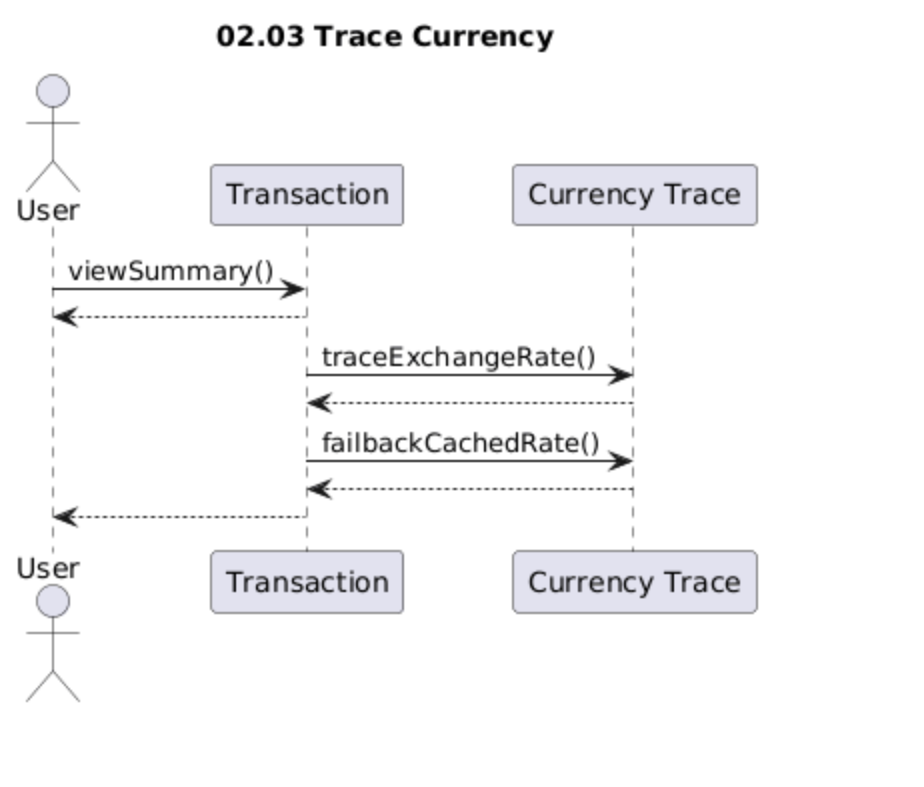 02.03 Trace Currency
User
Transaction
Currency Trace
viewSummary()
traceExchangeRate()
failbackCachedRate()
User
Transaction
Currency Trace